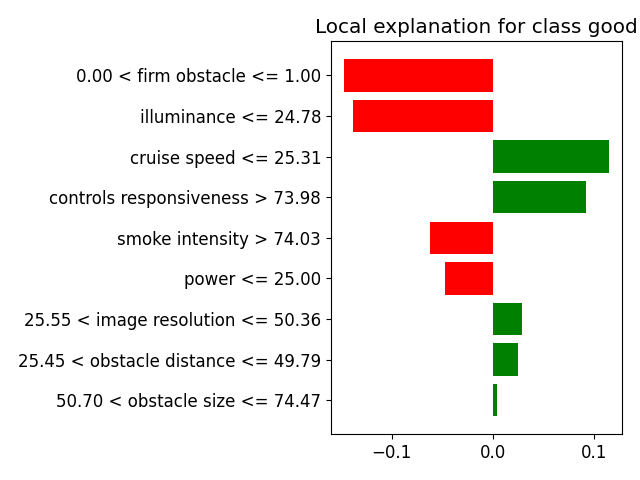 Local explanation for class good
0.00 < firm obstacle <= 1.00
illuminance <= 24.78
cruise speed <= 25.31
controls responsiveness > 73.98
smoke intensity > 74.03
power <= 25.00
25.55 < image resolution <= 50.36
25.45 < obstacle distance <= 49.79
50.70 < obstacle size <= 74.47
−0.1 0.0 0.1